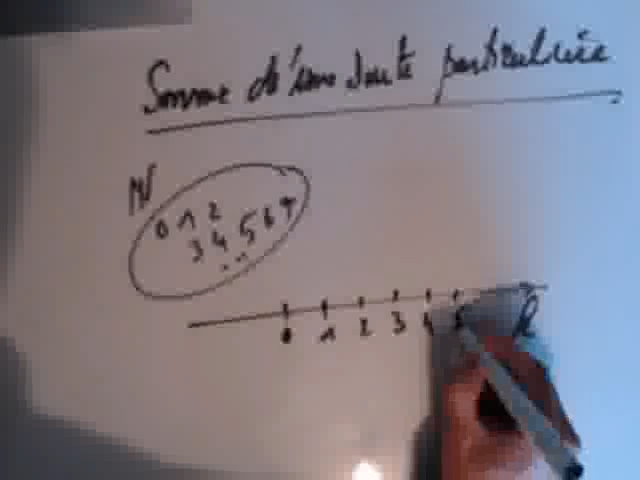 Somme d'une suite particulière
N
0 1 2
3 4 5 6 7
...
R
0 1 2 3 4 5